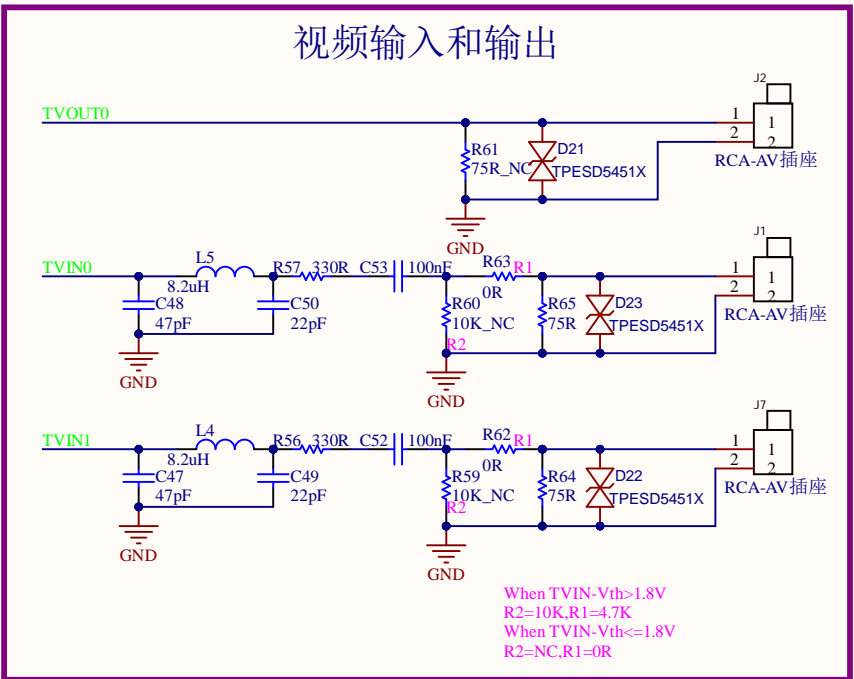 视频输入和输出
J2
TVOUT0
1
1
2
2
R61
75R_NC
D21
TPESD5451X
RCA-AV插座
GND
J1
TVIN0
L5
8.2uH
R57
330R
C53
100nF
R63
R1
0R
1
1
2
2
C48
47pF
C50
22pF
R60
10K_NC
R2
R65
75R
D23
TPESD5451X
RCA-AV插座
GND
GND
J7
TVIN1
L4
8.2uH
R56
330R
C52
100nF
R62
R1
0R
1
1
2
2
C47
47pF
C49
22pF
R59
10K_NC
R2
R64
75R
D22
TPESD5451X
RCA-AV插座
GND
GND
When TVIN-Vth>1.8V
R2=10K,R1=4.7K
When TVIN-Vth<=1.8V
R2=NC,R1=0R